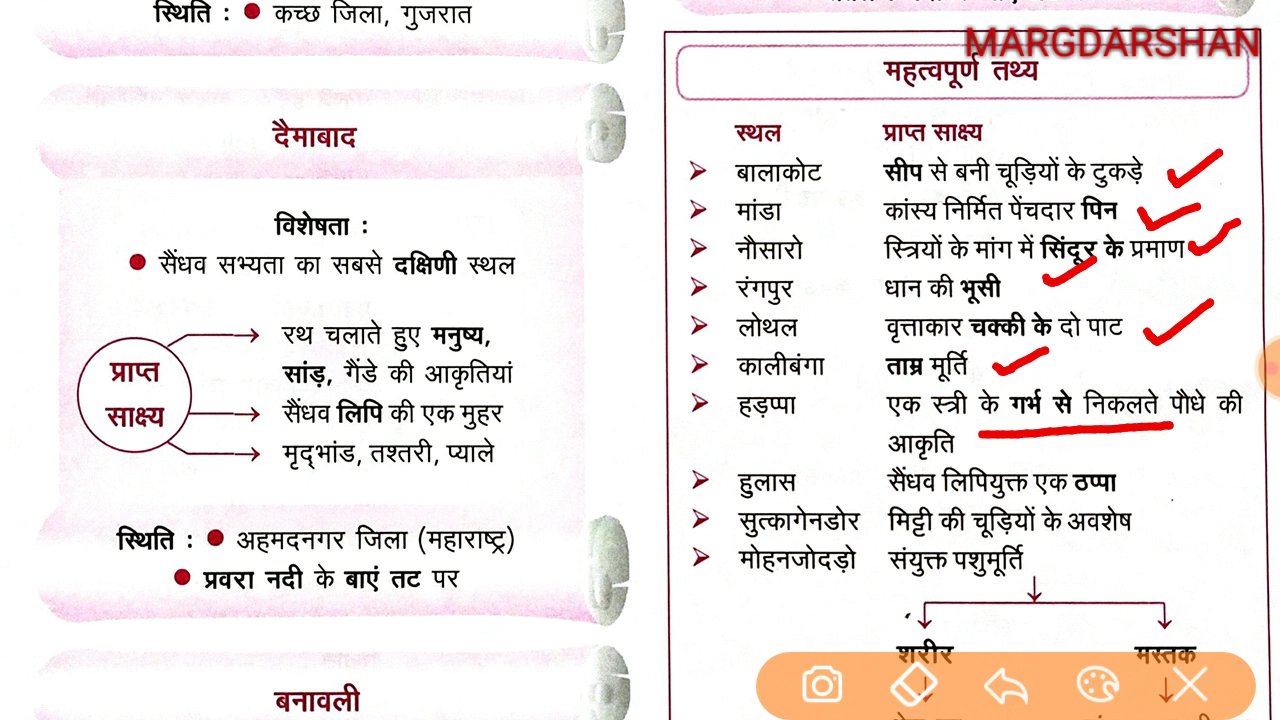 स्थिति : ● कच्छ जिला, गुजरात
दैमाबाद
विशेषता :
● सैंधव सभ्यता का सबसे दक्षिणी स्थल
प्राप्त साक्ष्य
रथ चलाते हुए मनुष्य,
सांड़, गैंडे की आकृतियां
सैंधव लिपि की एक मुहर
मृद्भांड, तश्तरी, प्याले
स्थिति : ● अहमदनगर जिला (महाराष्ट्र)
● प्रवरा नदी के बाएं तट पर
बनावली
MARGDARSHAN
महत्वपूर्ण तथ्य
स्थल प्राप्त साक्ष्य
बालाकोट सीप से बनी चूड़ियों के टुकड़े
मांडा कांस्य निर्मित पेंचदार पिन
नौसारो स्त्रियों के मांग में सिंदूर के प्रमाण
रंगपुर धान की भूसी
लोथल वृत्ताकार चक्की के दो पाट
कालीबंगा ताम्र मूर्ति
हड़प्पा एक स्त्री के गर्भ से निकलते पौधे की
आकृति
हुलास सैंधव लिपियुक्त एक ठप्पा
सुत्कागेनडोर मिट्टी की चूड़ियों के अवशेष
मोहनजोदड़ो संयुक्त पशुमूर्ति
शरीर मस्तक